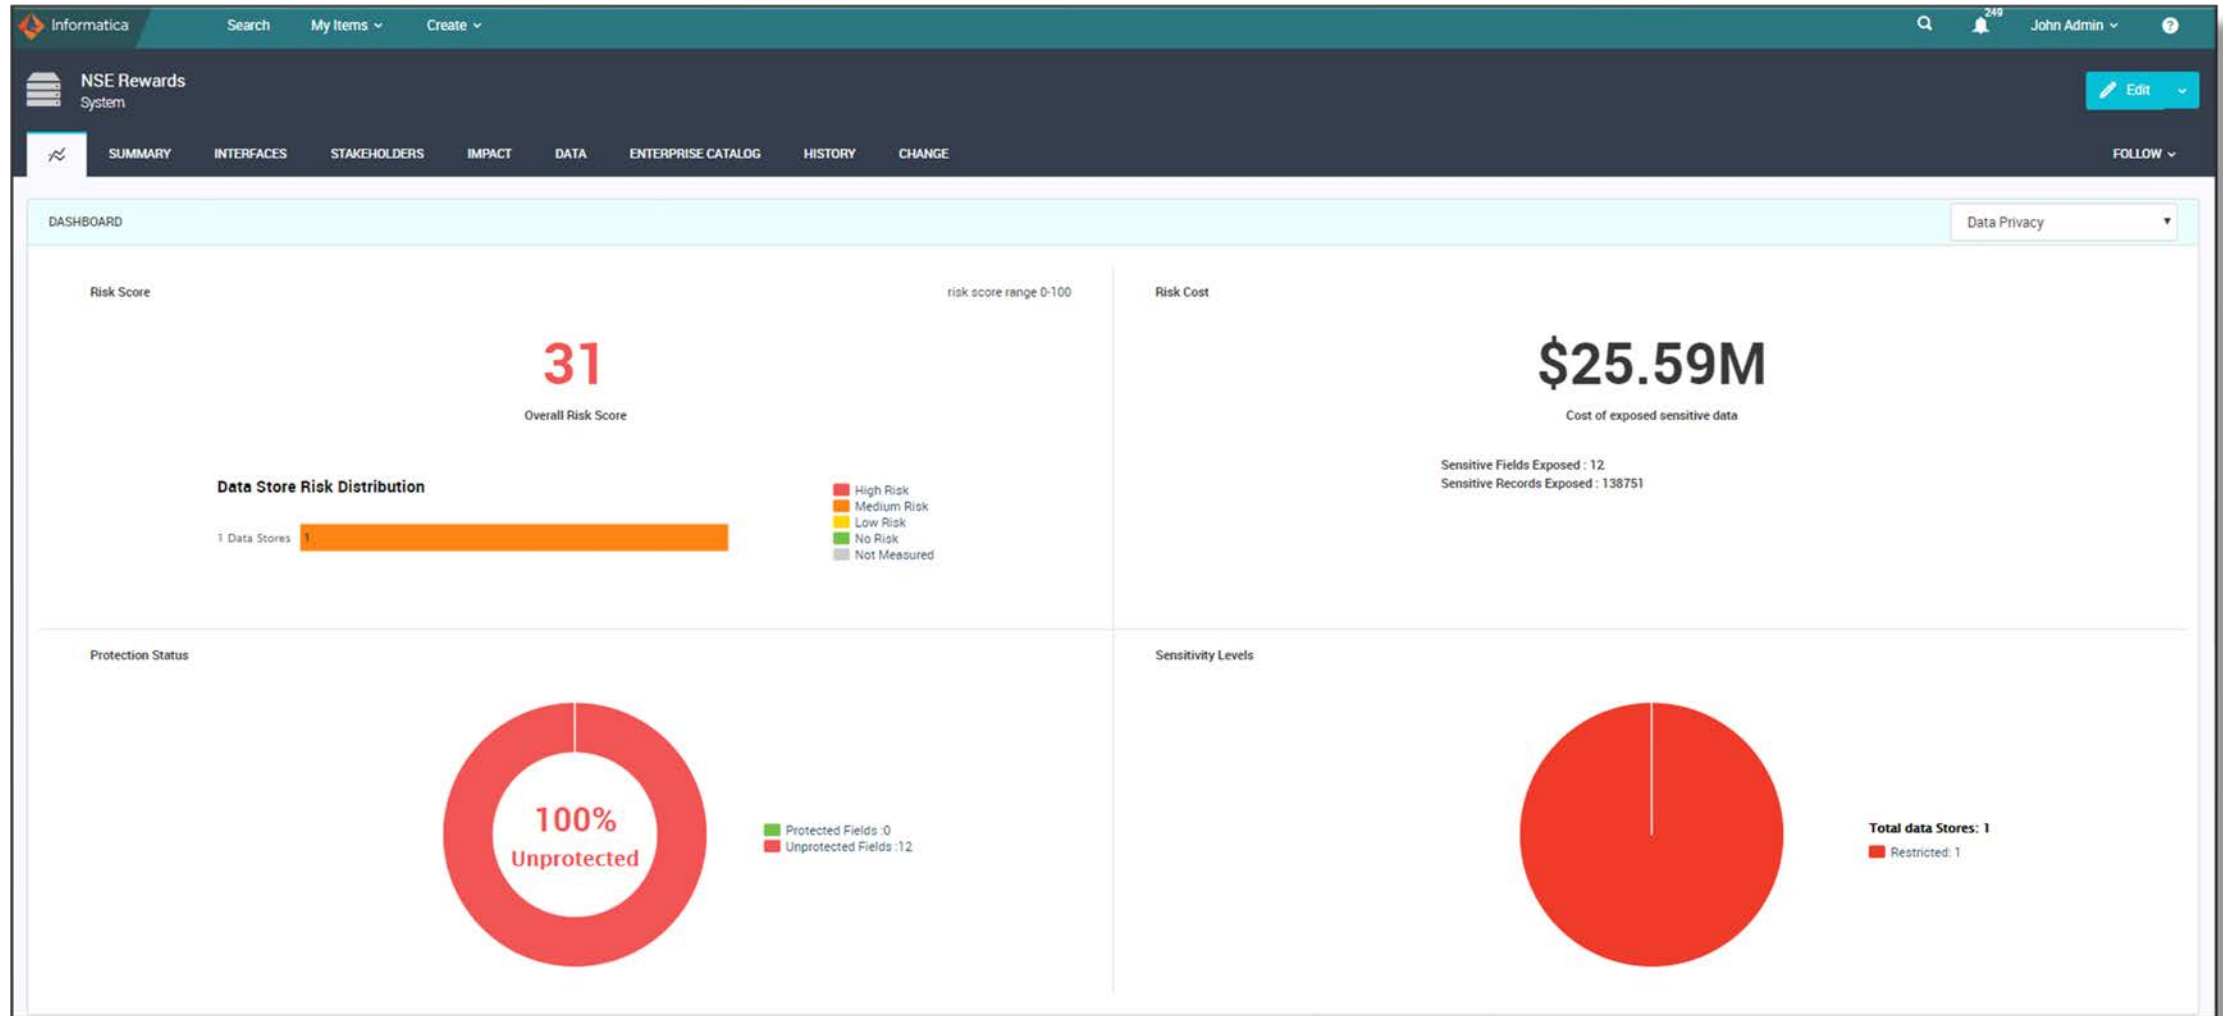 Informatica Search My Items Create 249 John Admin ?
NSE Rewards
System
Edit
SUMMARY INTERFACES STAKEHOLDERS IMPACT DATA ENTERPRISE CATALOG HISTORY CHANGE FOLLOW
DASHBOARD Data Privacy
Risk Score risk score range 0-100
31
Overall Risk Score
Data Store Risk Distribution
1 Data Stores 1
High Risk
Medium Risk
Low Risk
No Risk
Not Measured
Risk Cost
$25.59M
Cost of exposed sensitive data
Sensitive Fields Exposed : 12
Sensitive Records Exposed : 138751
Protection Status
100%
Unprotected
Protected Fields :0
Unprotected Fields :12
Sensitivity Levels
Total data Stores: 1
Restricted: 1